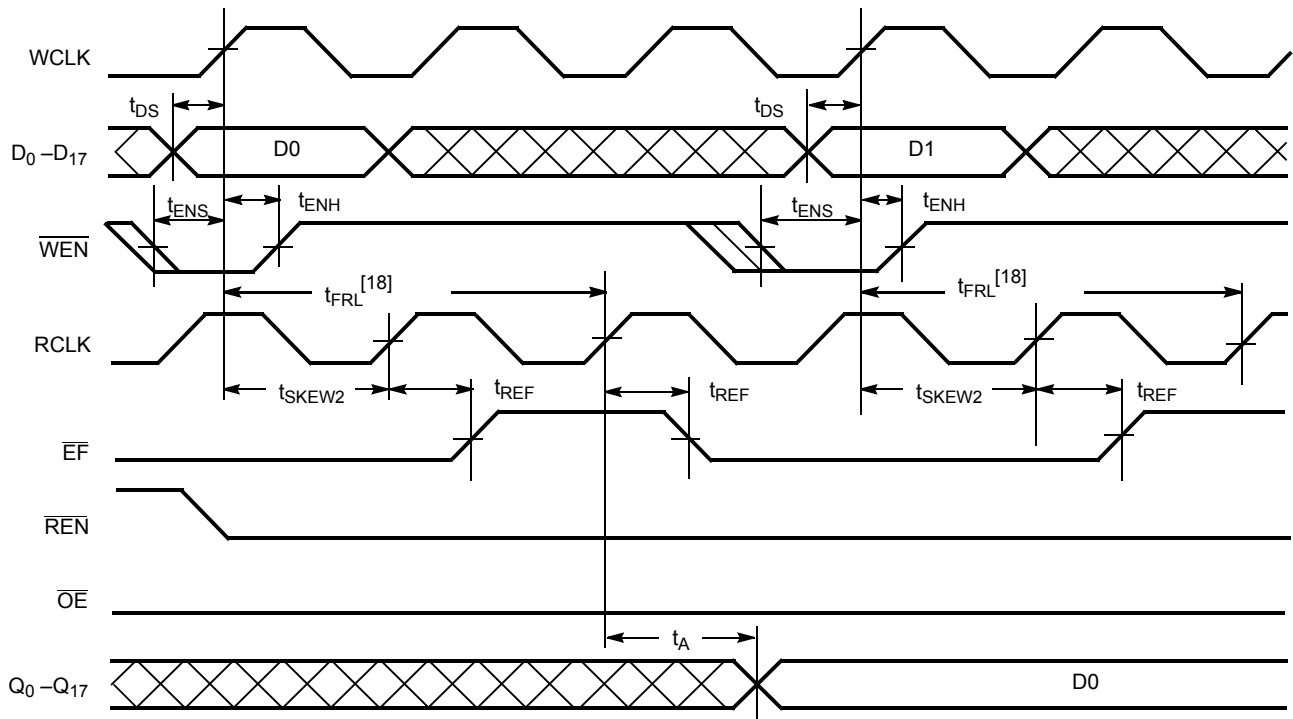 WCLK
tDS tDS
D0 –D17 D0 D1
tENS tENH tENS tENH
WEN
tFRL[18] tFRL[18]
RCLK
tSKEW2 tREF tREF tSKEW2 tREF
EF
REN
OE
tA
Q0 –Q17 D0